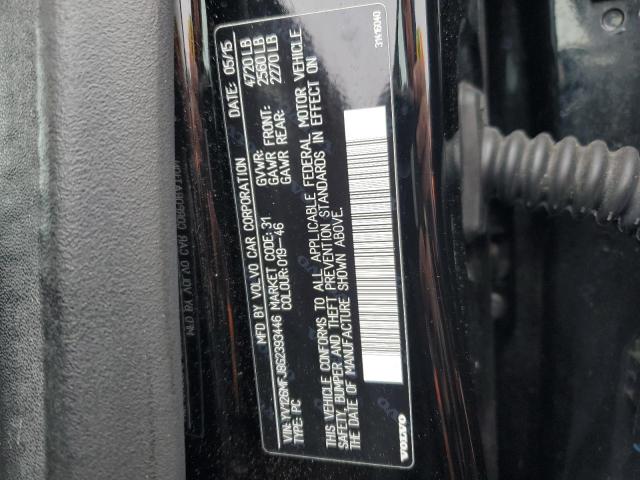 MFD BY VOLVO CAR CORPORATION DATE: 05/15
VIN: YV126MFJ8G2393446 GVWR: 4720 LB
TYPE: PC MARKET CODE: 31 GAWR FRONT: 2560 LB
COLOUR: 019-46 GAWR REAR: 2270 LB
THIS VEHICLE CONFORMS TO ALL APPLICABLE FEDERAL MOTOR VEHICLE
SAFETY, BUMPER AND THEFT PREVENTION STANDARDS IN EFFECT ON
THE DATE OF MANUFACTURE SHOWN ABOVE.
VOLVO
31416040